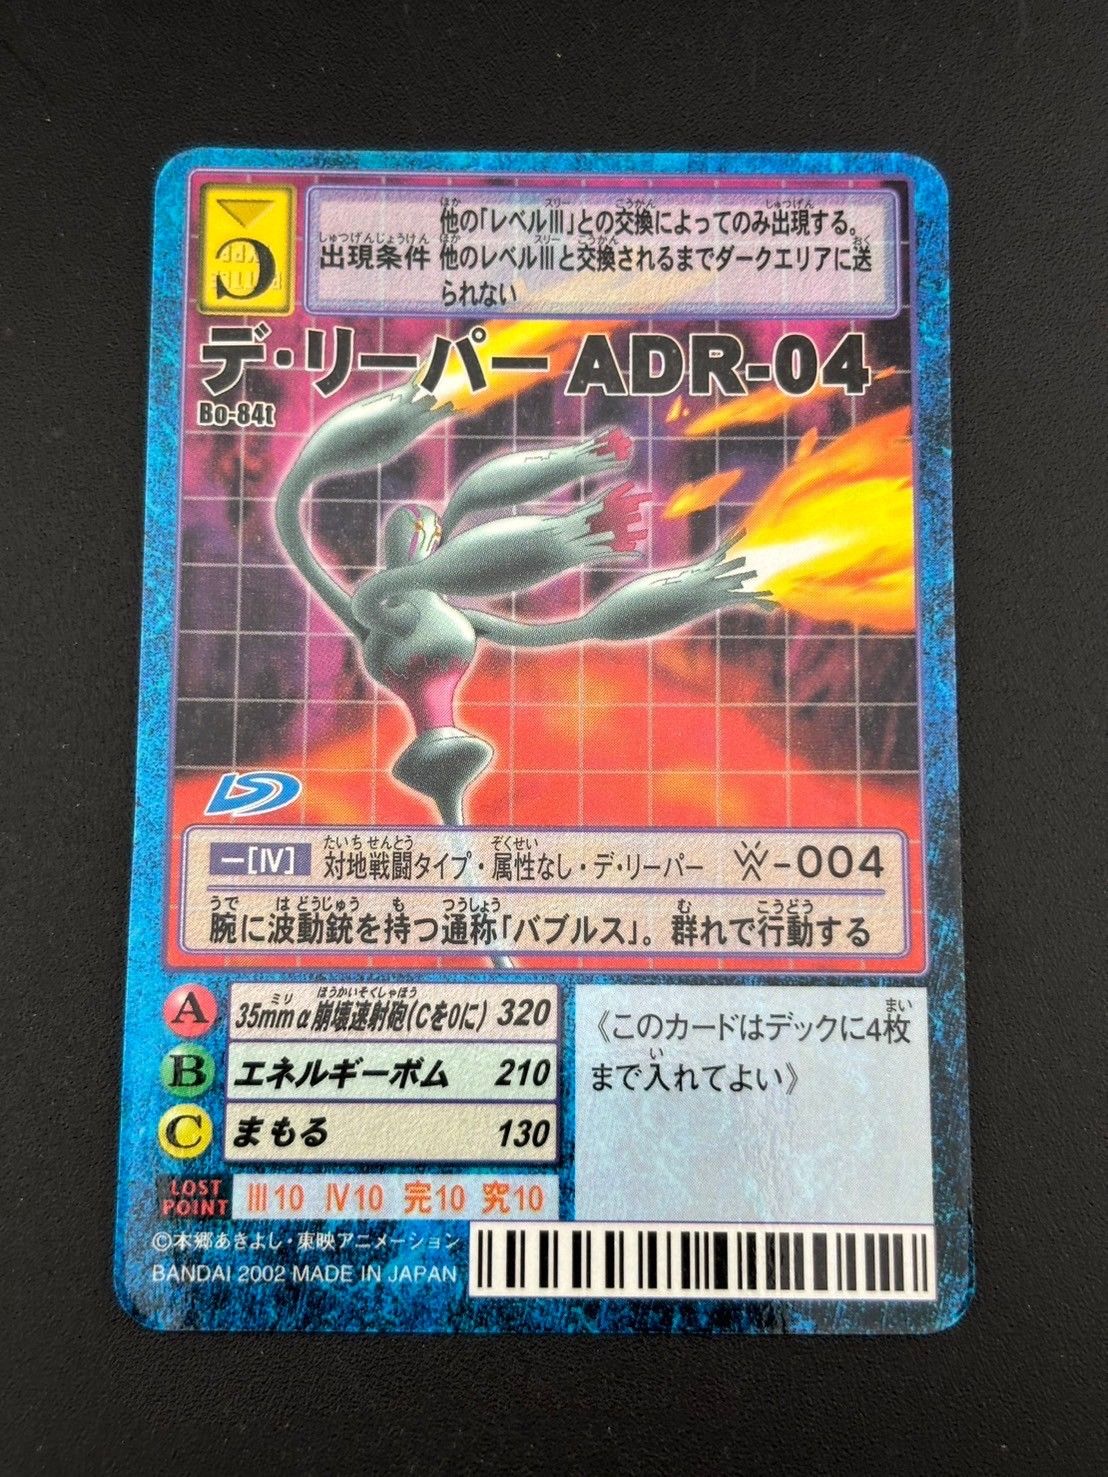 他の「レベルⅢ」との交換によってのみ出現する。
出現条件 他のレベルⅢと交換されるまでダークエリアに送
られない
C
デ・リーパー ADR-04
Bo-84t
ー[Ⅳ] 対地戦闘タイプ・属性なし・デ・リーパー -004
腕に波動銃を持つ通称「バブルス」。群れで行動する
A 35mmα崩壊速射砲(Cを0に) 320
B エネルギーボム 210
C まもる 130
《このカードはデックに4枚
まで入れてよい》
LOST POINT Ⅲ10 Ⅳ10 完10 究10
©本郷あきよし・東映アニメーション
BANDAI 2002 MADE IN JAPAN